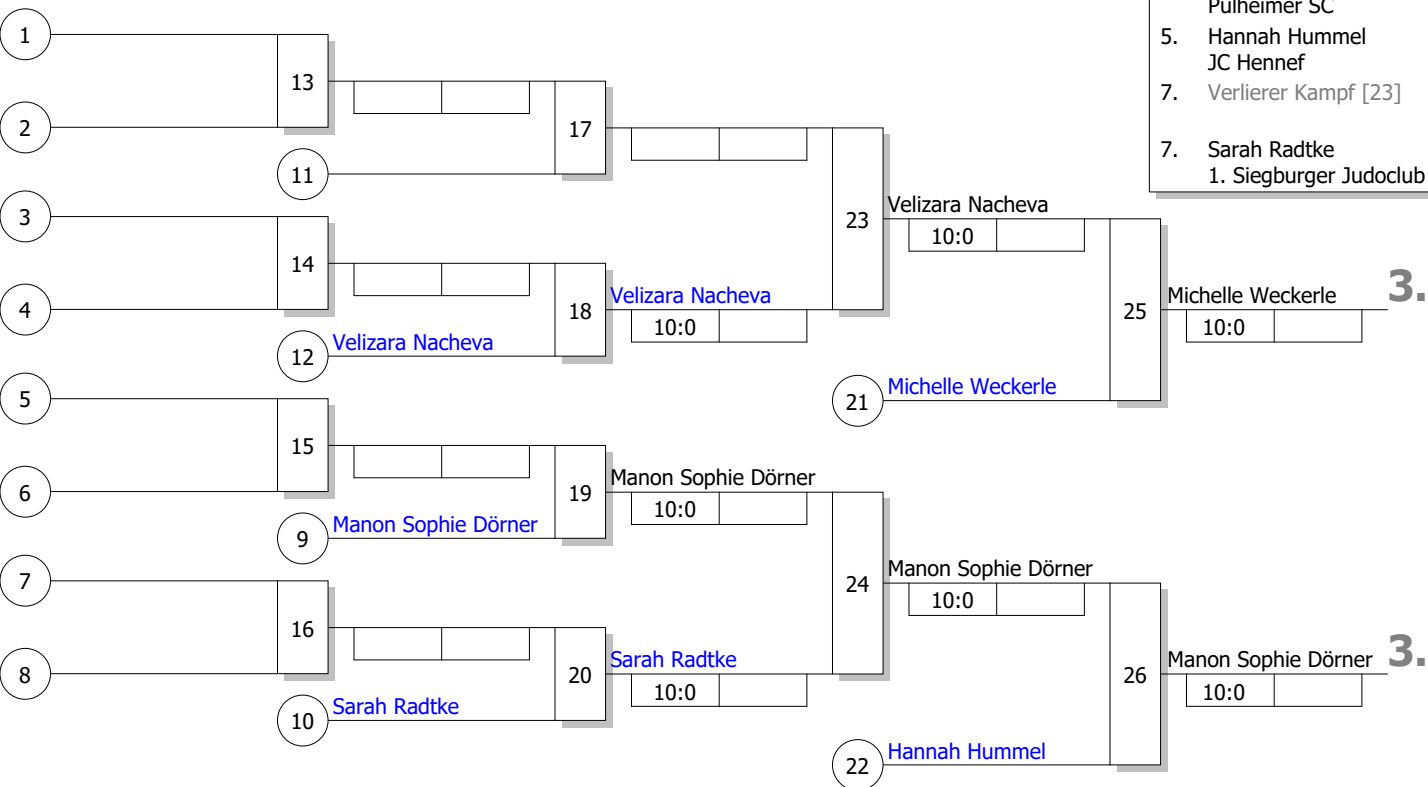 Pulheimer SC
5. Hannah Hummel
JC Hennef
7. Verlierer Kampf [23]
7. Sarah Radtke
1. Siegburger Judoclub
1
13
2
17
11
3
23
Velizara Nacheva
10:0
14
4
18
Velizara Nacheva
10:0
12
Velizara Nacheva
25
Michelle Weckerle
3.
10:0
5
21
Michelle Weckerle
15
6
19
Manon Sophie Dörner
10:0
9
Manon Sophie Dörner
7
24
Manon Sophie Dörner
10:0
16
8
20
Sarah Radtke
10:0
10
Sarah Radtke
26
Manon Sophie Dörner
3.
10:0
22
Hannah Hummel